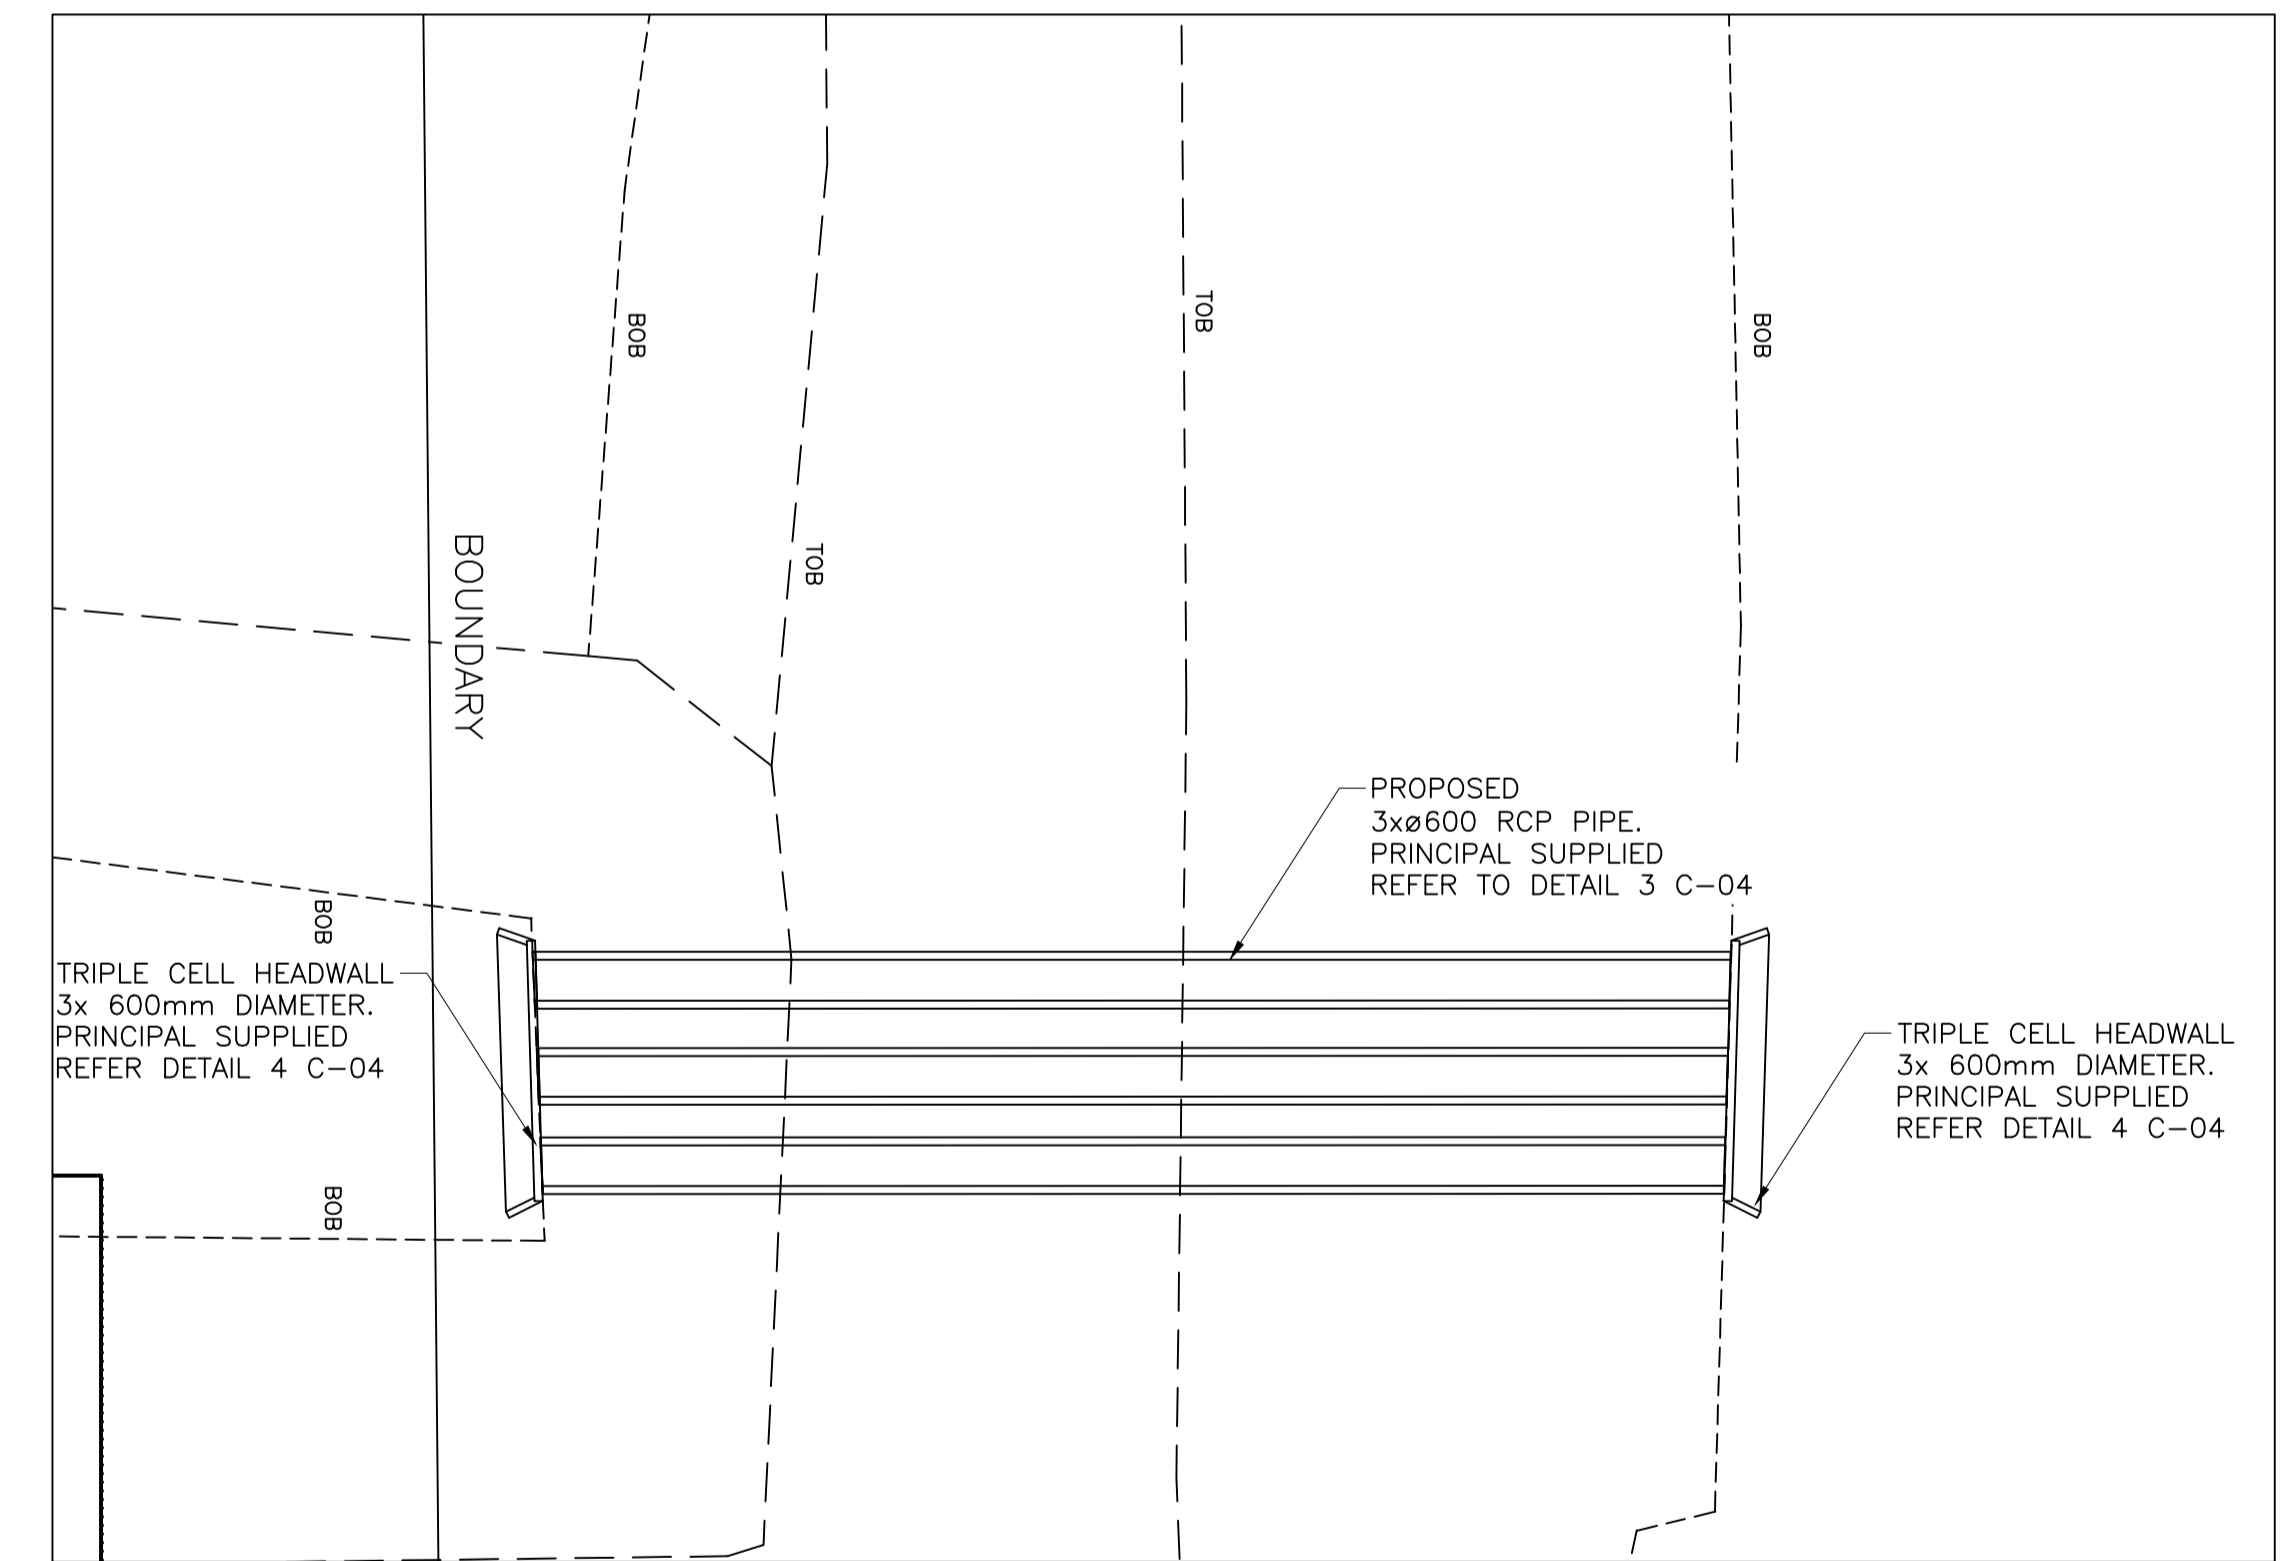 BOB
TOB
BOB
TOB
BOUNDARY
PROPOSED
3xø600 RCP PIPE.
PRINCIPAL SUPPLIED
REFER TO DETAIL 3 C-04
BOB
TRIPLE CELL HEADWALL
3x 600mm DIAMETER.
PRINCIPAL SUPPLIED
REFER DETAIL 4 C-04
TRIPLE CELL HEADWALL
3x 600mm DIAMETER.
PRINCIPAL SUPPLIED
REFER DETAIL 4 C-04
BOB